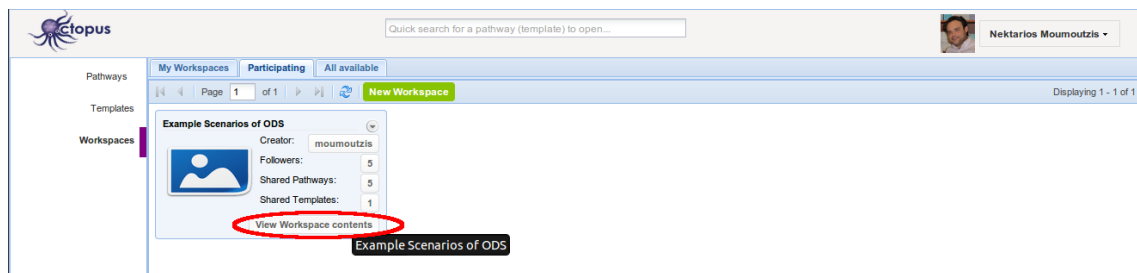 ctopus
Quick search for a pathway (template) to open...
Nektarios Moumoutzis
Pathways
Templates
Workspaces
My Workspaces Participating All available
Page 1 of 1 New Workspace Displaying 1 - 1 of 1
Example Scenarios of ODS
Creator: moumoutzis
Followers: 5
Shared Pathways: 5
Shared Templates: 1
View Workspace contents
Example Scenarios of ODS